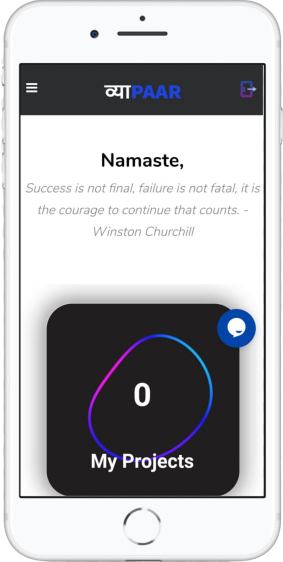 व्याPAAR
Namaste,
Success is not final, failure is not fatal, it is
the courage to continue that counts. -
Winston Churchill
0
My Projects